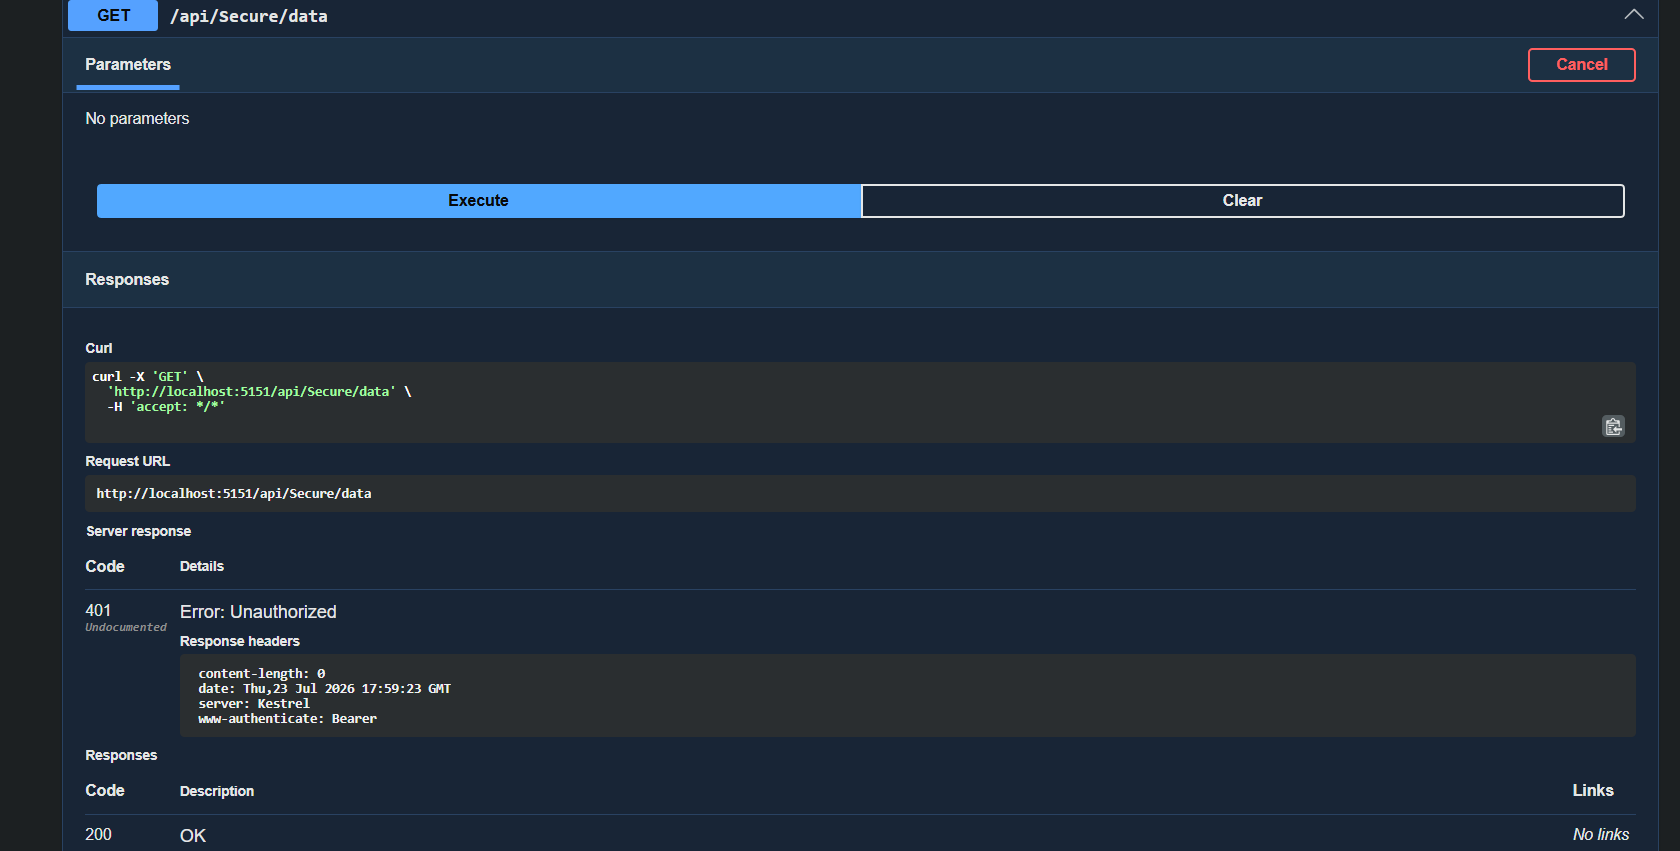 GET /api/Secure/data
Parameters
Cancel
No parameters
Execute
Clear
Responses
Curl
curl -X 'GET' \
  'http://localhost:5151/api/Secure/data' \
  -H 'accept: */*'
Request URL
http://localhost:5151/api/Secure/data
Server response
Code Details
401 Error: Unauthorized
Undocumented
Response headers
content-length: 0
date: Thu,23 Jul 2026 17:59:23 GMT
server: Kestrel
www-authenticate: Bearer
Responses
Code Description Links
200 OK No links